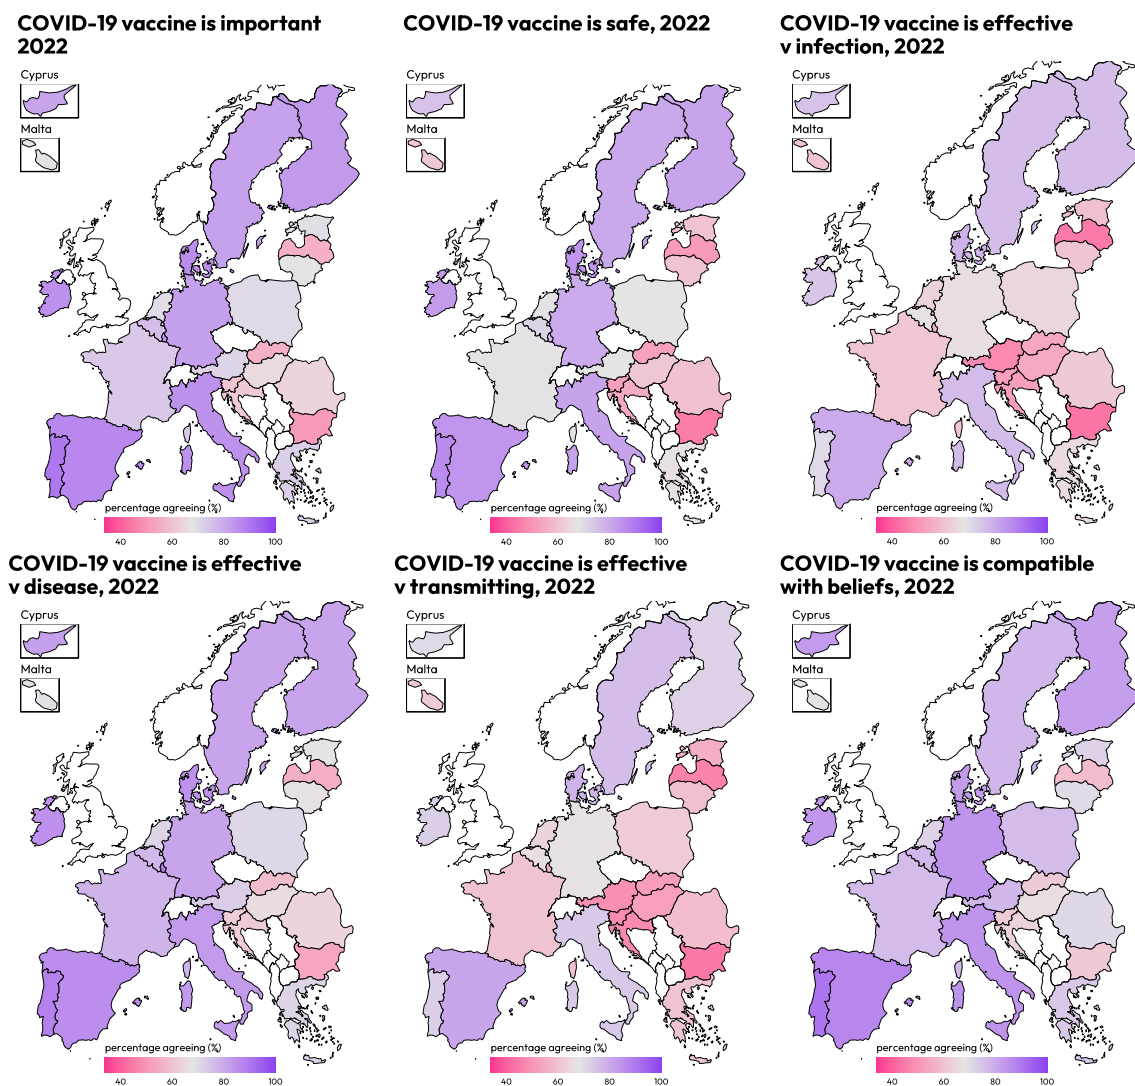 COVID-19 vaccine is important
2022
Cyprus
Malta
percentage agreeing (%)
40 60 80 100
COVID-19 vaccine is safe, 2022
Cyprus
Malta
percentage agreeing (%)
40 60 80 100
COVID-19 vaccine is effective
v infection, 2022
Cyprus
Malta
percentage agreeing (%)
40 60 80 100
COVID-19 vaccine is effective
v disease, 2022
Cyprus
Malta
percentage agreeing (%)
40 60 80 100
COVID-19 vaccine is effective
v transmitting, 2022
Cyprus
Malta
percentage agreeing (%)
40 60 80 100
COVID-19 vaccine is compatible
with beliefs, 2022
Cyprus
Malta
percentage agreeing (%)
40 60 80 100